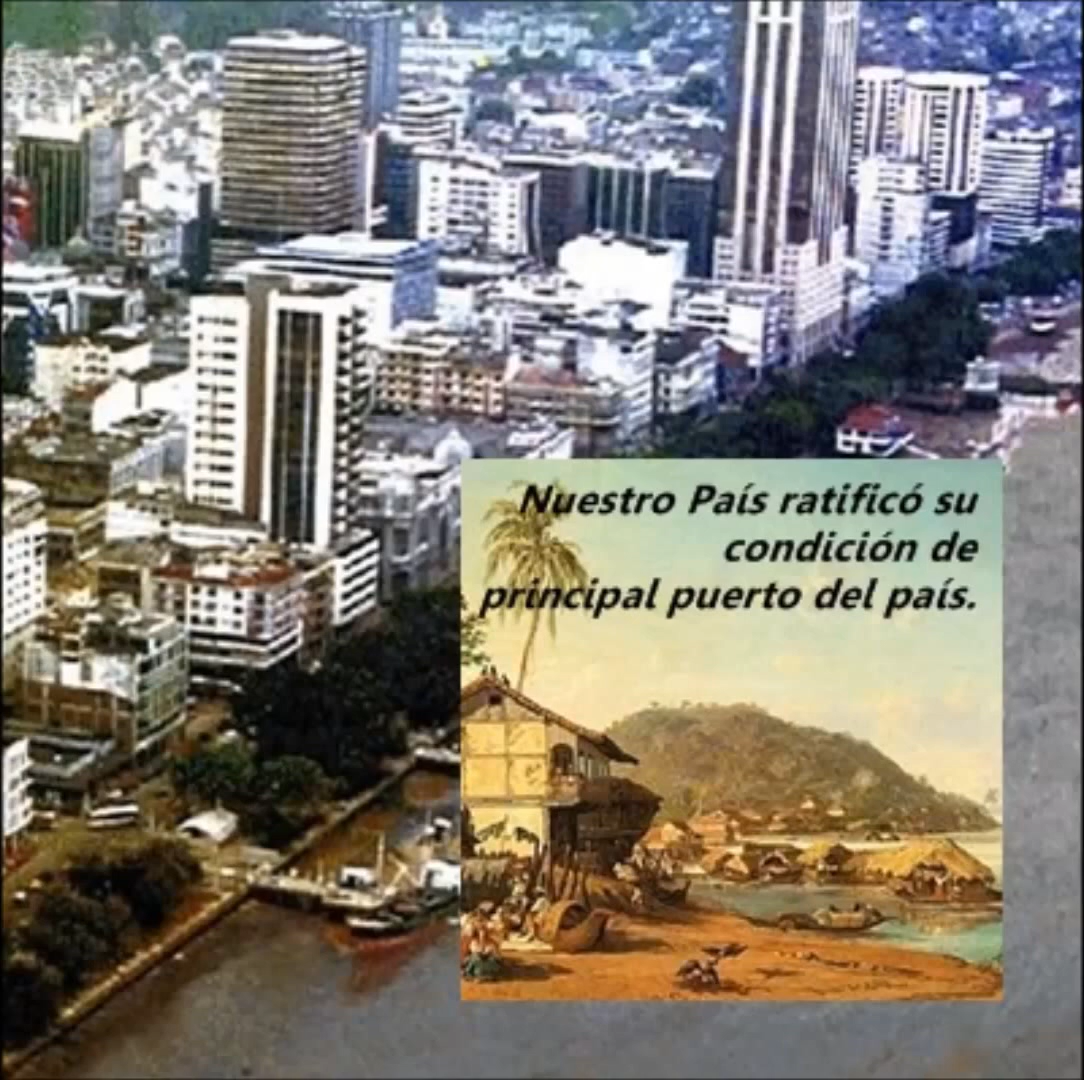 Nuestro País ratificó su
condición de
principal puerto del país.